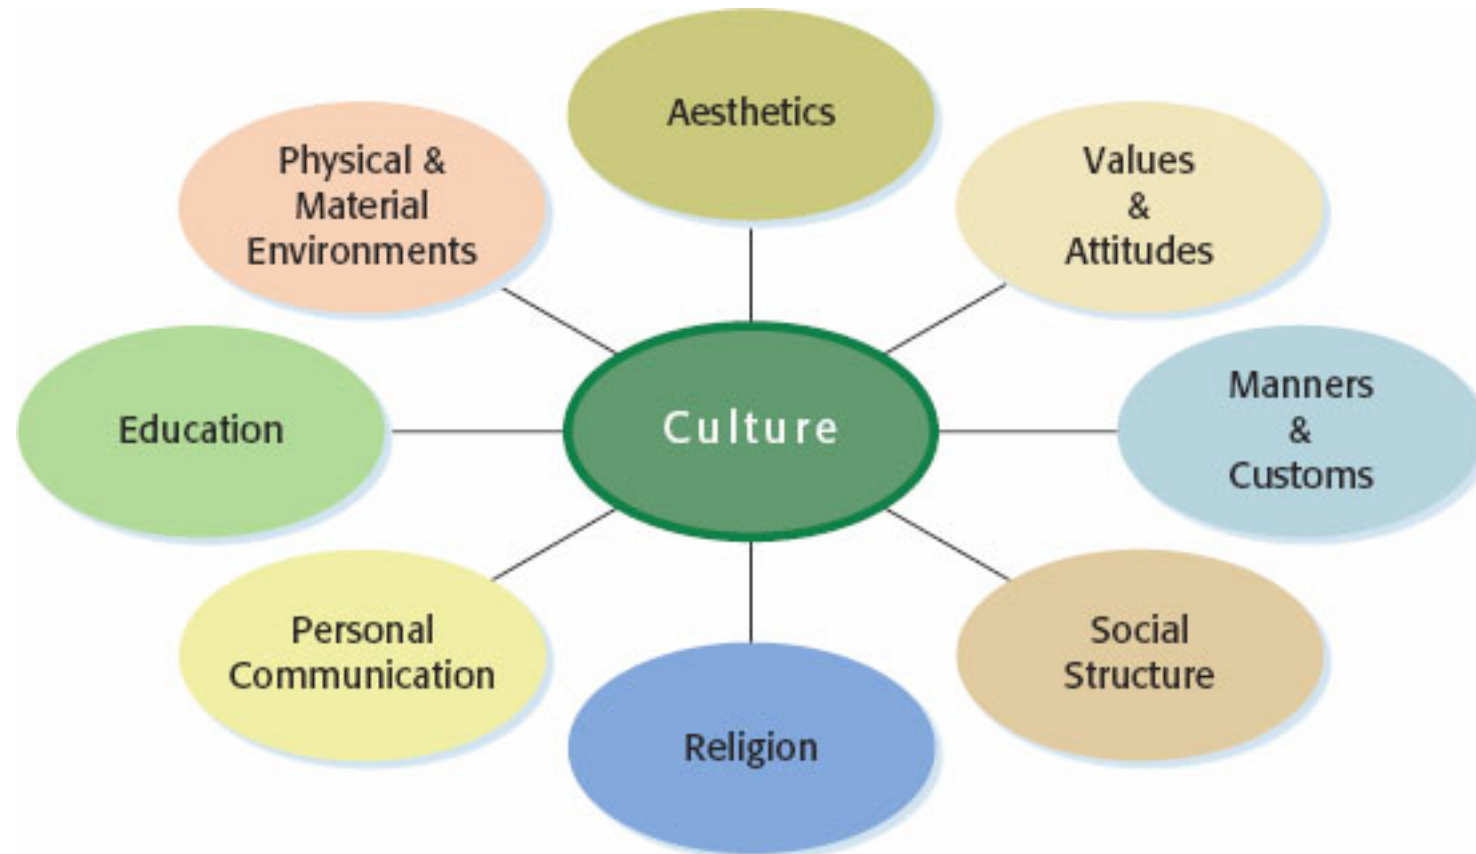 Aesthetics
Physical &
Material
Environments
Values
&
Attitudes
Education
Culture
Manners
&
Customs
Personal
Communication
Social
Structure
Religion